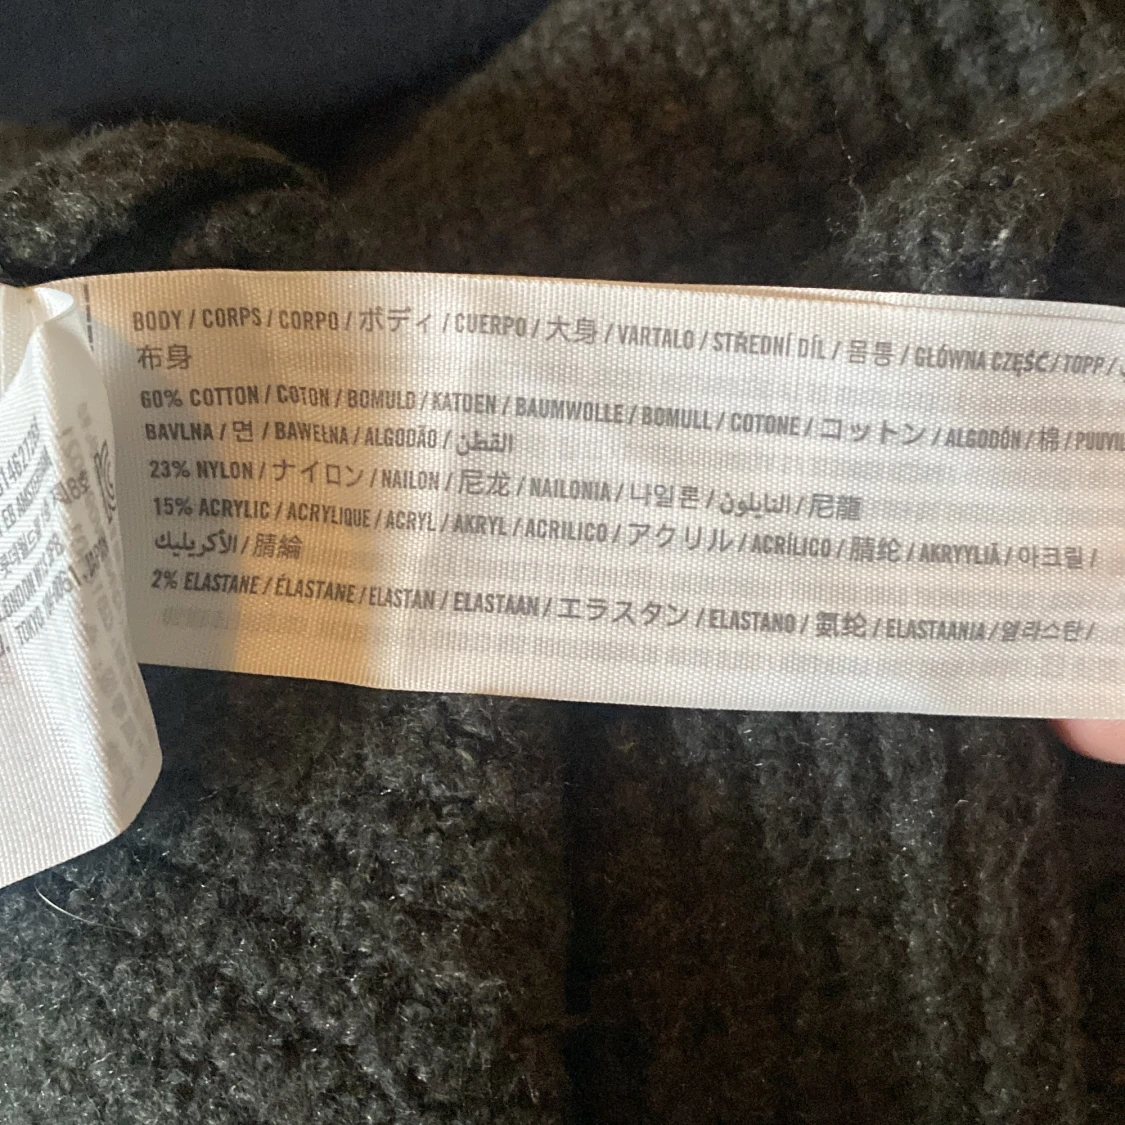 BODY / CORPS / CORPO / ボディ / CUERPO / 大身 / VARTALO / STŘEDNÍ DÍL / 몸통 / GŁÓWNA CZĘŚĆ / TOPP /
布身
60% COTTON / COTON / BOMULD / KATOEN / BAUMWOLLE / BOMULL / COTONE / コットン / ALGODÓN / 棉 /
BAVLNA / 면 / BAWEŁNA / ALGODÃO / القطن
23% NYLON / ナイロン / NAILON / 尼龙 / NAILONIA / 나일론 / النايلون / 尼龍
15% ACRYLIC / ACRYLIQUE / ACRYL / AKRYL / ACRILICO / アクリル / ACRÍLICO / 腈纶 / AKRYYLIÄ / 아크릴 /
الأكريليك / 腈綸
2% ELASTANE / ÉLASTANE / ELASTAN / ELASTAAN / エラスタン / ELASTANO / 氨纶 / ELASTAANIA / 엘라스탄 /